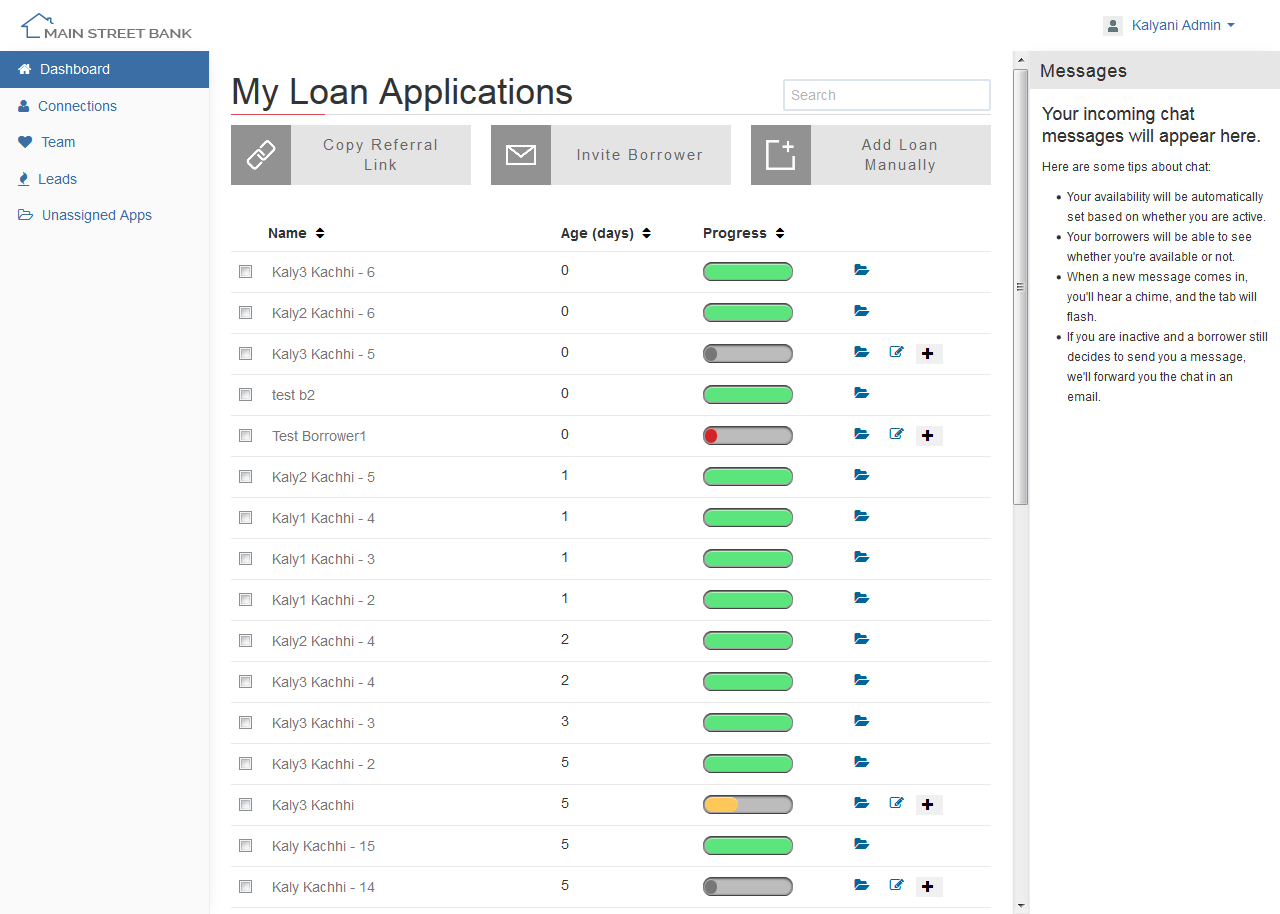 MAIN STREET BANK
Kalyani Admin
Dashboard
Connections
Team
Leads
Unassigned Apps
My Loan Applications
Search
Copy Referral
Link
Invite Borrower
Add Loan
Manually
Name Age (days) Progress
Kaly3 Kachhi - 6 0
Kaly2 Kachhi - 6 0
Kaly3 Kachhi - 5 0
test b2 0
Test Borrower1 0
Kaly2 Kachhi - 5 1
Kaly1 Kachhi - 4 1
Kaly1 Kachhi - 3 1
Kaly1 Kachhi - 2 1
Kaly2 Kachhi - 4 2
Kaly3 Kachhi - 4 2
Kaly3 Kachhi - 3 3
Kaly3 Kachhi - 2 5
Kaly3 Kachhi 5
Kaly Kachhi - 15 5
Kaly Kachhi - 14 5
Messages
Your incoming chat
messages will appear here.
Here are some tips about chat:
• Your availability will be automatically
set based on whether you are active.
• Your borrowers will be able to see
whether you're available or not.
• When a new message comes in,
you'll hear a chime, and the tab will
flash.
• If you are inactive and a borrower still
decides to send you a message,
we'll forward you the chat in an
email.